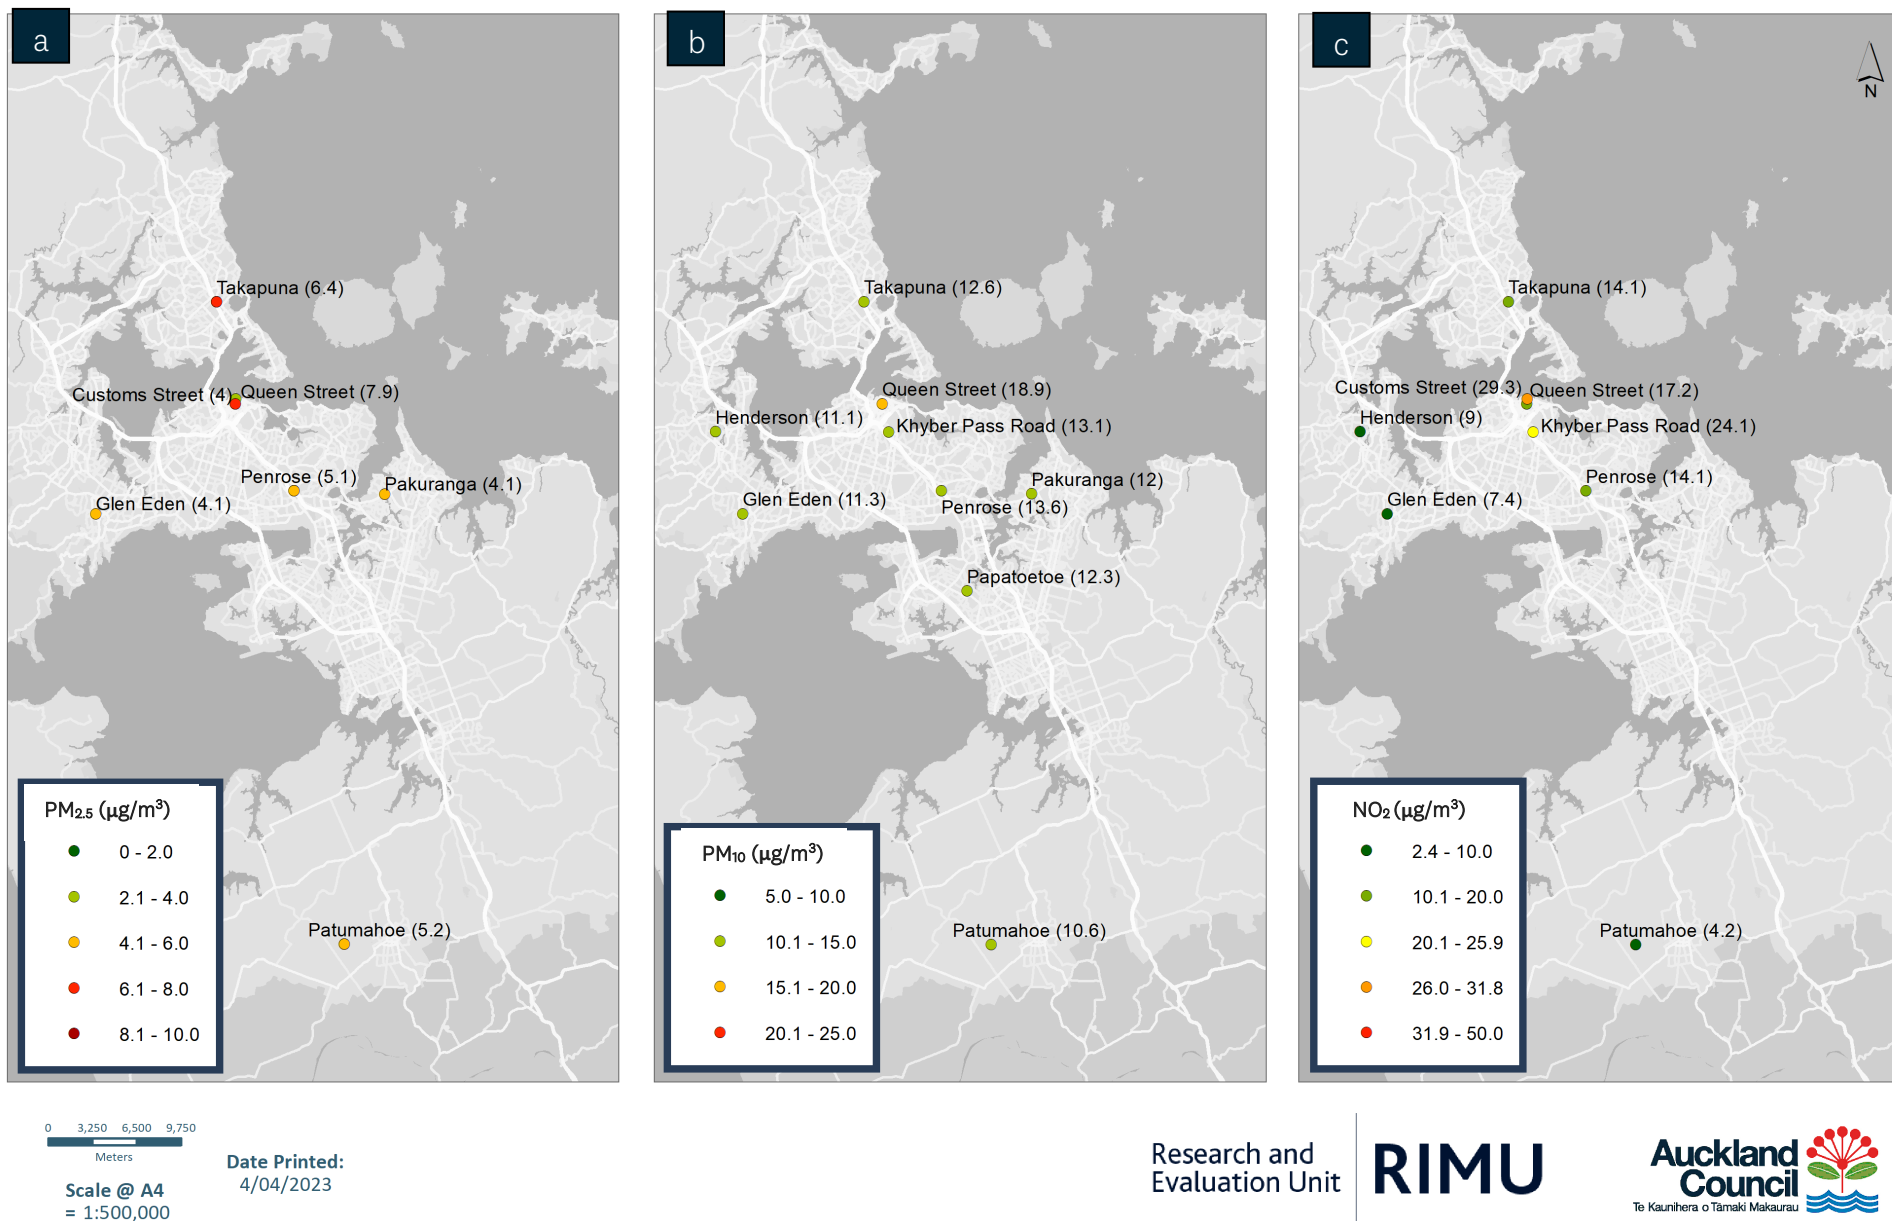 a
Takapuna (6.4)
Customs Street (4)
Queen Street (7.9)
Penrose (5.1)
Pakuranga (4.1)
Glen Eden (4.1)
Patumahoe (5.2)
PM2.5 (µg/m³)
0 - 2.0
2.1 - 4.0
4.1 - 6.0
6.1 - 8.0
8.1 - 10.0
b
Takapuna (12.6)
Queen Street (18.9)
Henderson (11.1)
Khyber Pass Road (13.1)
Pakuranga (12)
Glen Eden (11.3)
Penrose (13.6)
Papatoetoe (12.3)
Patumahoe (10.6)
PM10 (µg/m³)
5.0 - 10.0
10.1 - 15.0
15.1 - 20.0
20.1 - 25.0
c
N
Takapuna (14.1)
Customs Street (29.3)
Queen Street (17.2)
Henderson (9)
Khyber Pass Road (24.1)
Penrose (14.1)
Glen Eden (7.4)
Patumahoe (4.2)
NO2 (µg/m³)
2.4 - 10.0
10.1 - 20.0
20.1 - 25.9
26.0 - 31.8
31.9 - 50.0
0 3,250 6,500 9,750
Meters
Scale @ A4
= 1:500,000
Date Printed:
4/04/2023
Research and
Evaluation Unit
RIMU
Auckland
Council
Te Kaunihera o Tāmaki Makaurau